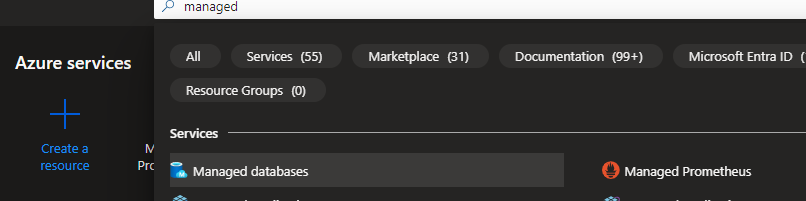 managed
All
Services (55)
Marketplace (31)
Documentation (99+)
Microsoft Entra ID
Azure services
Resource Groups (0)
Services
Create a
resource
M
Pro
Managed databases
Managed Prometheus